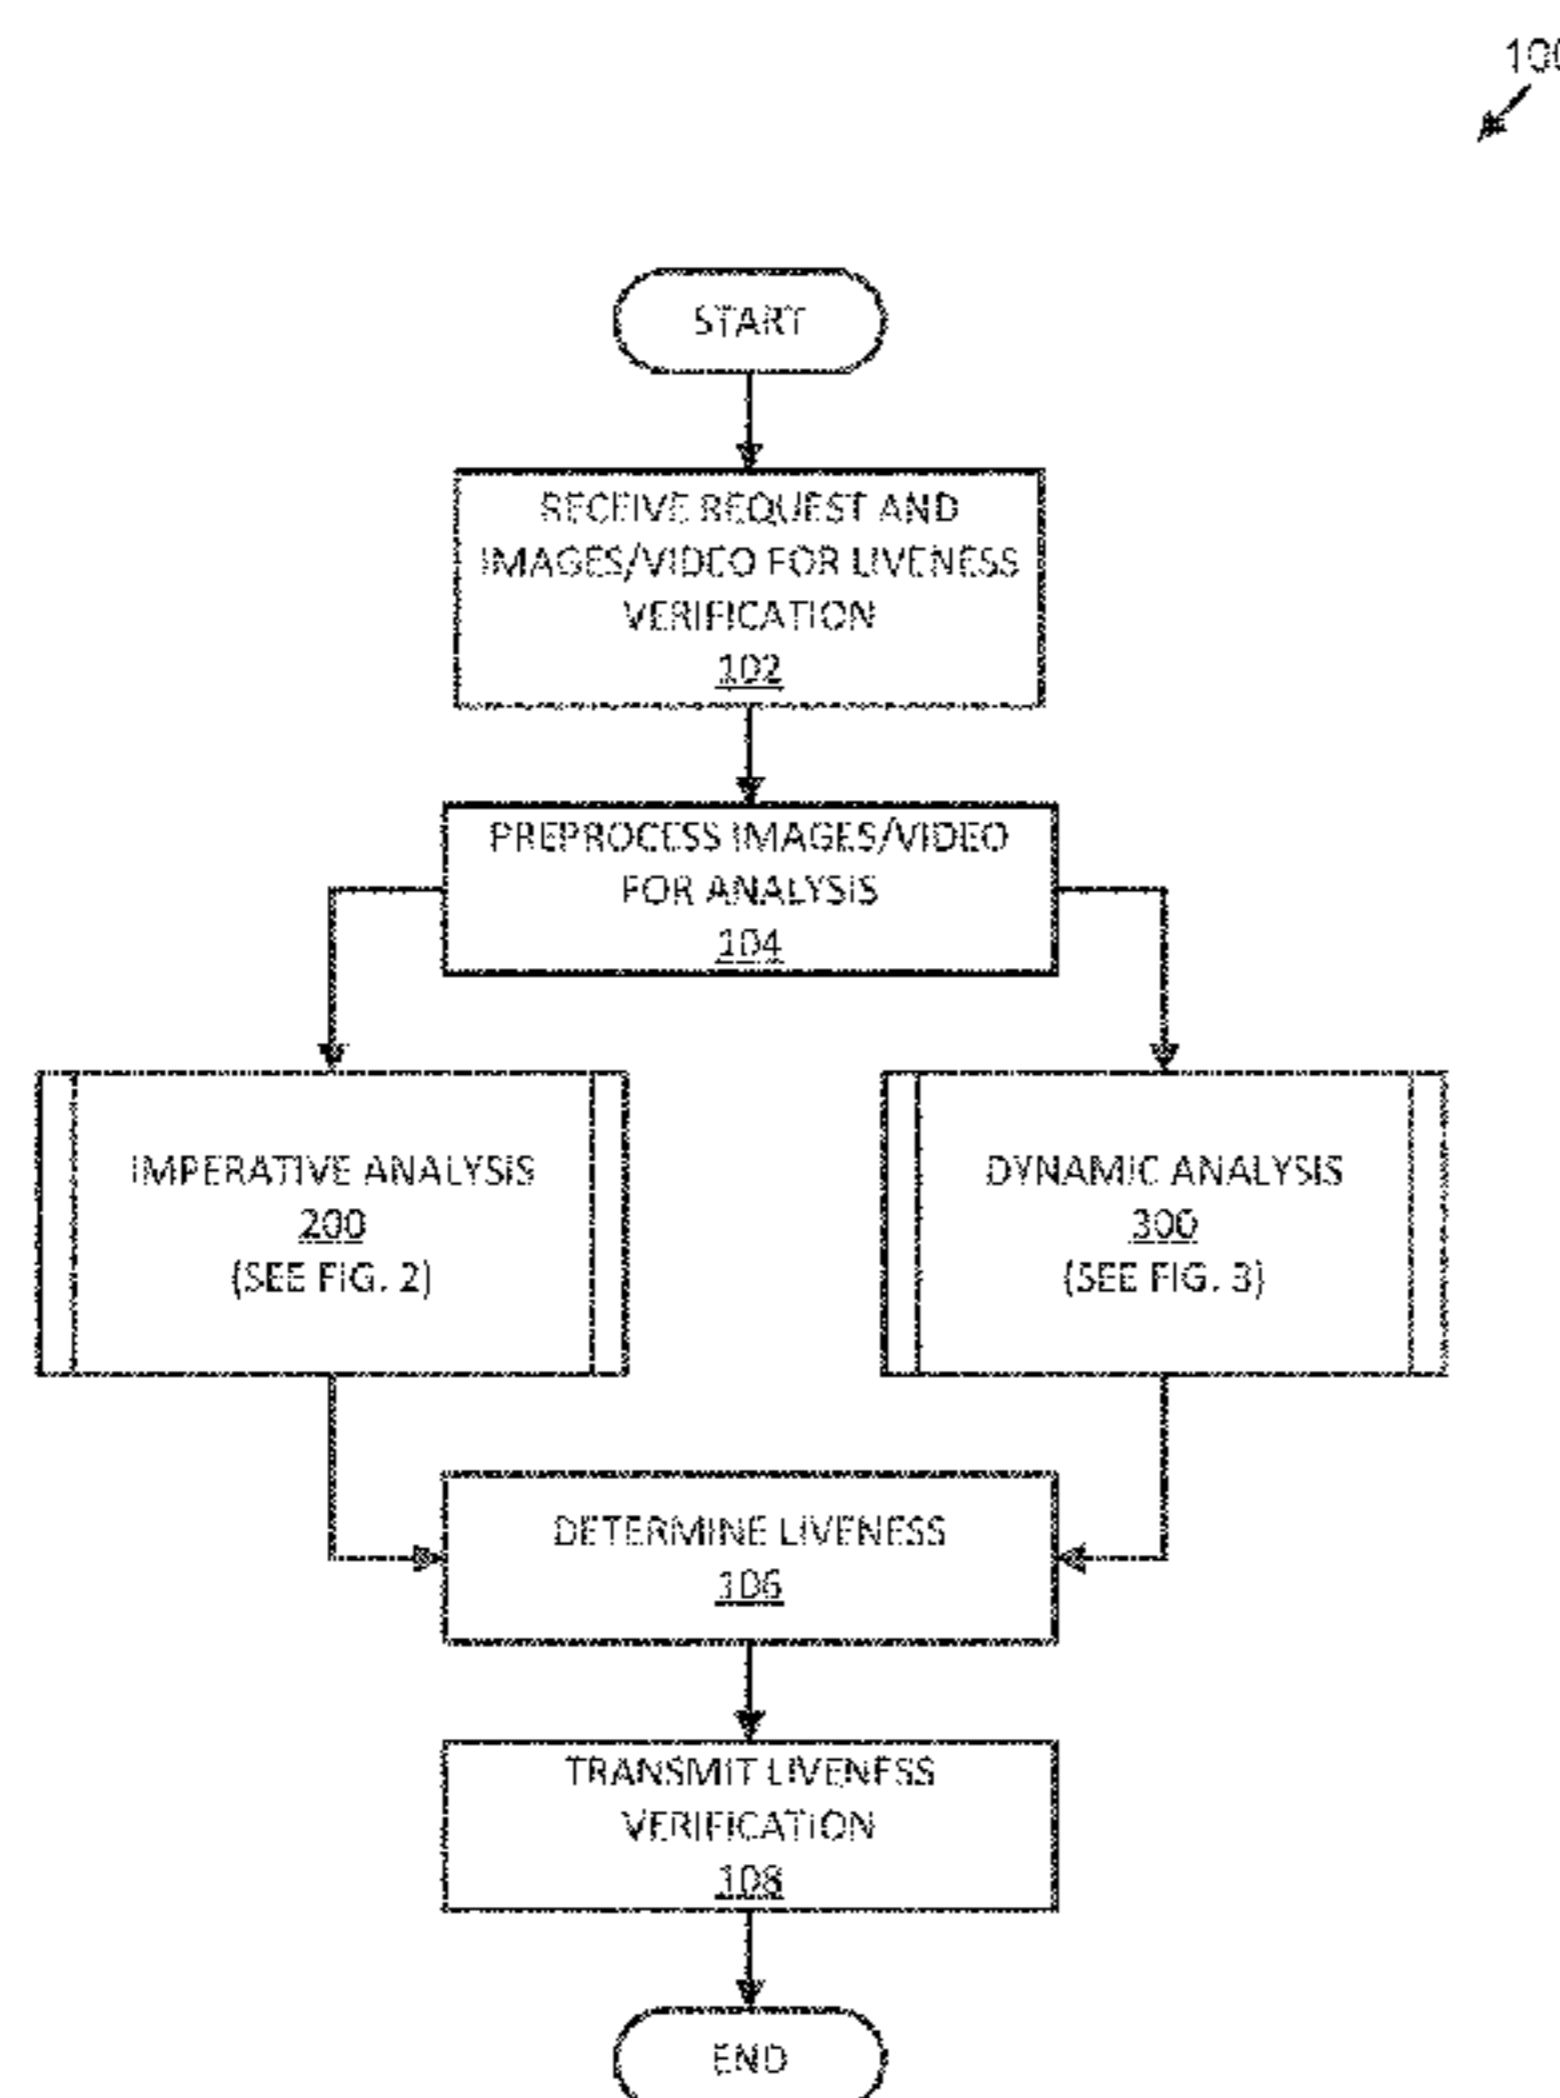 100
START
RECEIVE REQUEST AND
IMAGES/VIDEO FOR LIVENESS
VERIFICATION
102
PREPROCESS IMAGES/VIDEO
FOR ANALYSIS
104
IMPERATIVE ANALYSIS
200
(SEE FIG. 2)
DYNAMIC ANALYSIS
300
(SEE FIG. 3)
DETERMINE LIVENESS
106
TRANSMIT LIVENESS
VERIFICATION
108
END